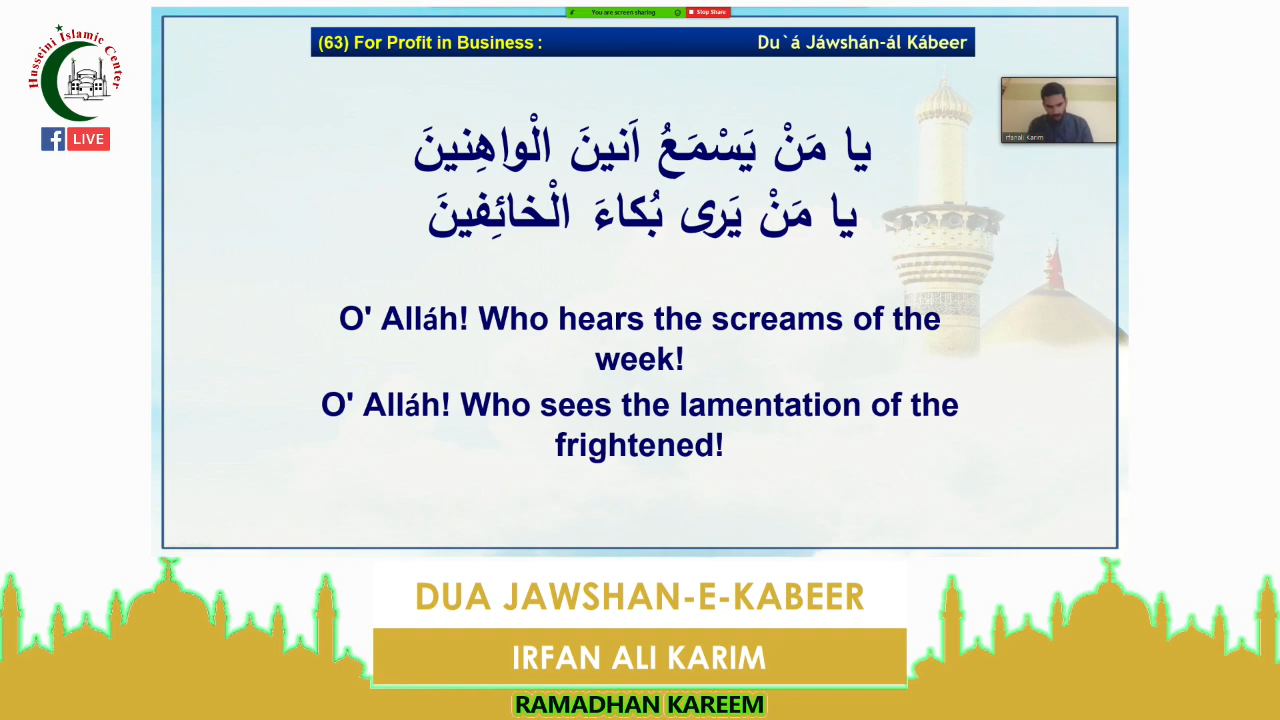 You are screen sharing
Stop Share
Husseini Islamic Center
LIVE
(63) For Profit in Business :
Du`á Jáwshán-ál Kábeer
Irfanali Karim
يا مَنْ يَسْمَعُ اَنينَ الْواهِنينَ
يا مَنْ يَرى بُكاءَ الْخائِفينَ
O' Alláh! Who hears the screams of the
week!
O' Alláh! Who sees the lamentation of the
frightened!
DUA JAWSHAN-E-KABEER
IRFAN ALI KARIM
RAMADHAN KAREEM